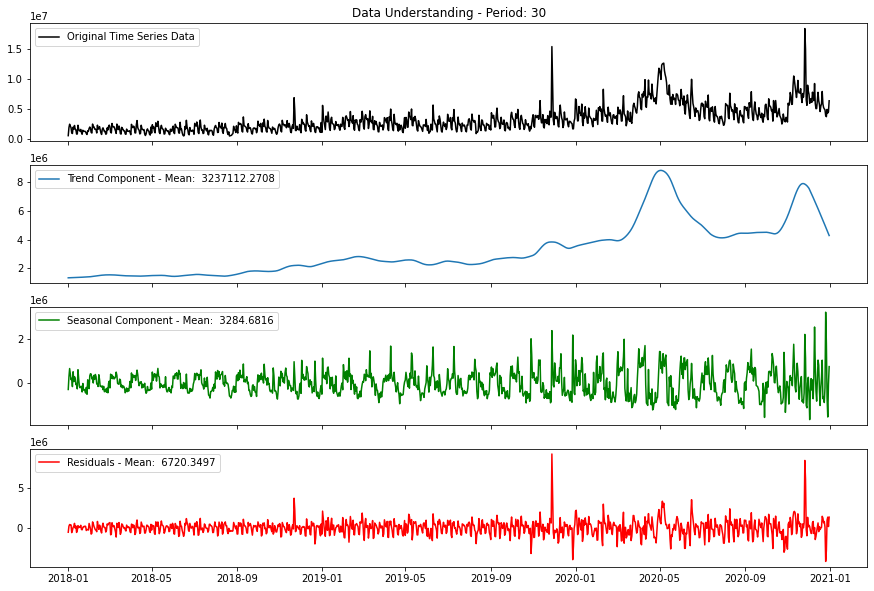 Data Understanding - Period: 30
1e7
Original Time Series Data
1.5
1.0
0.5
0.0
1e6
Trend Component - Mean:  3237112.2708
8
6
4
2
1e6
Seasonal Component - Mean:  3284.6816
2
0
1e6
Residuals - Mean:  6720.3497
5
0
2018-01 2018-05 2018-09 2019-01 2019-05 2019-09 2020-01 2020-05 2020-09 2021-01